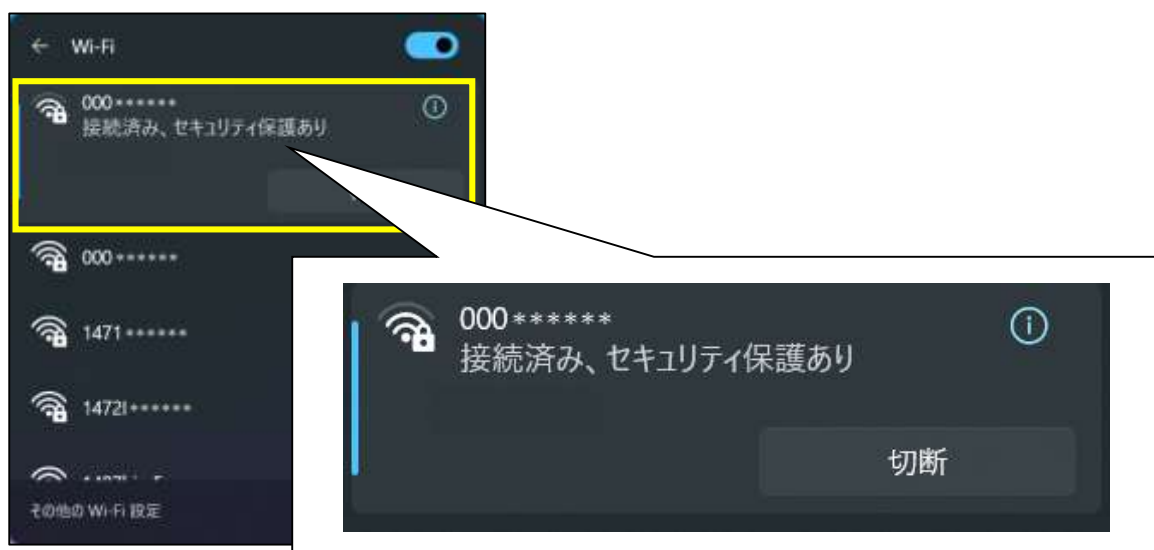 Wi-Fi
000******
接続済み、セキュリティ保護あり
000******
1471******
1472l******
その他の Wi-Fi 設定
000******
接続済み、セキュリティ保護あり
切断